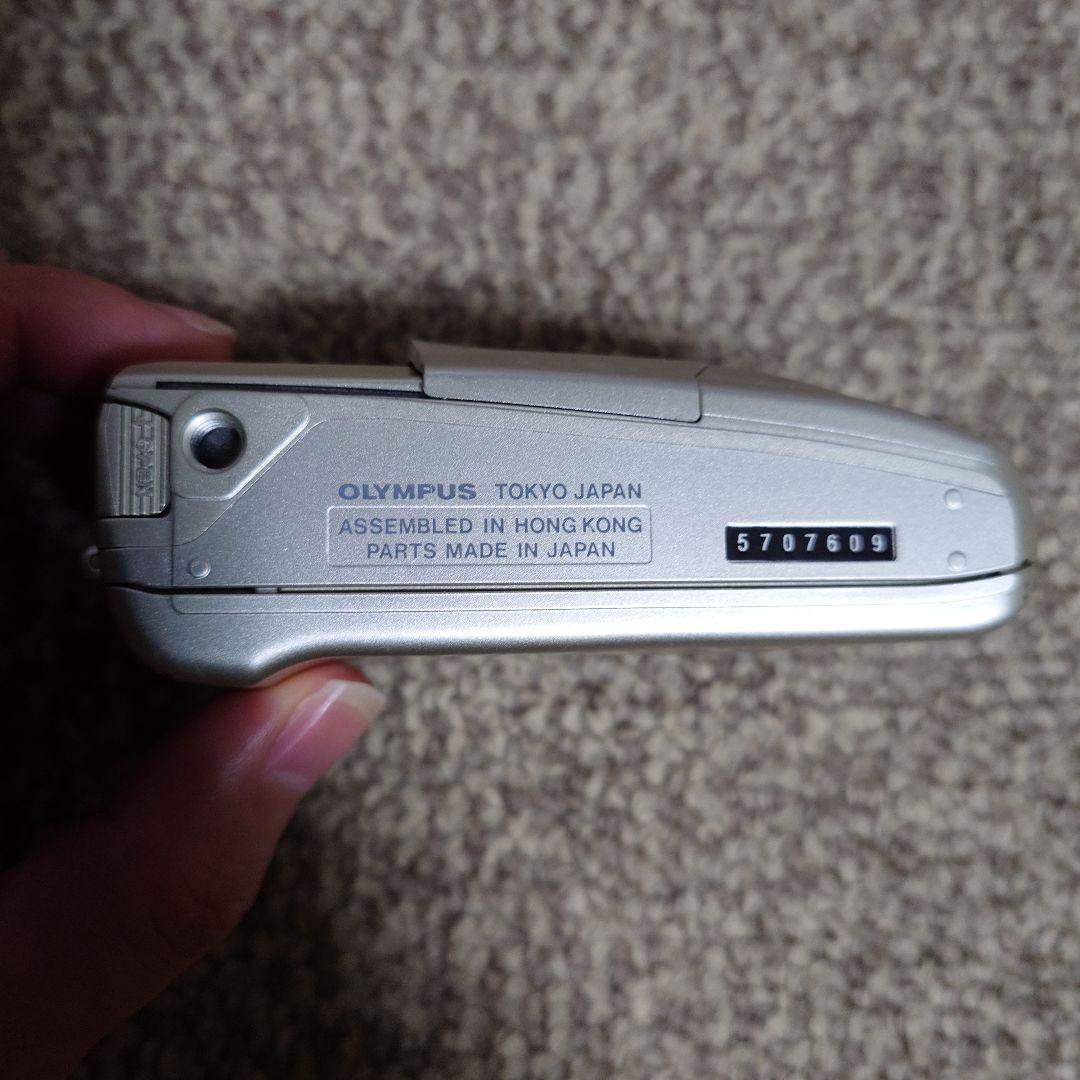 OLYMPUS TOKYO JAPAN
ASSEMBLED IN HONG KONG
PARTS MADE IN JAPAN
5707609